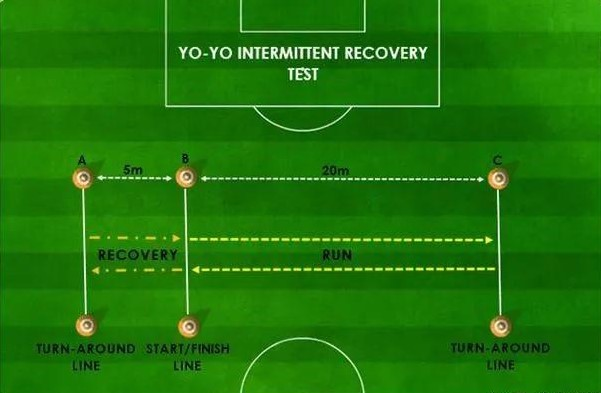 YO-YO INTERMITTENT RECOVERY
TEST
A
5m
B
20m
C
RECOVERY
RUN
TURN-AROUND
LINE
START/FINISH
LINE
TURN-AROUND
LINE